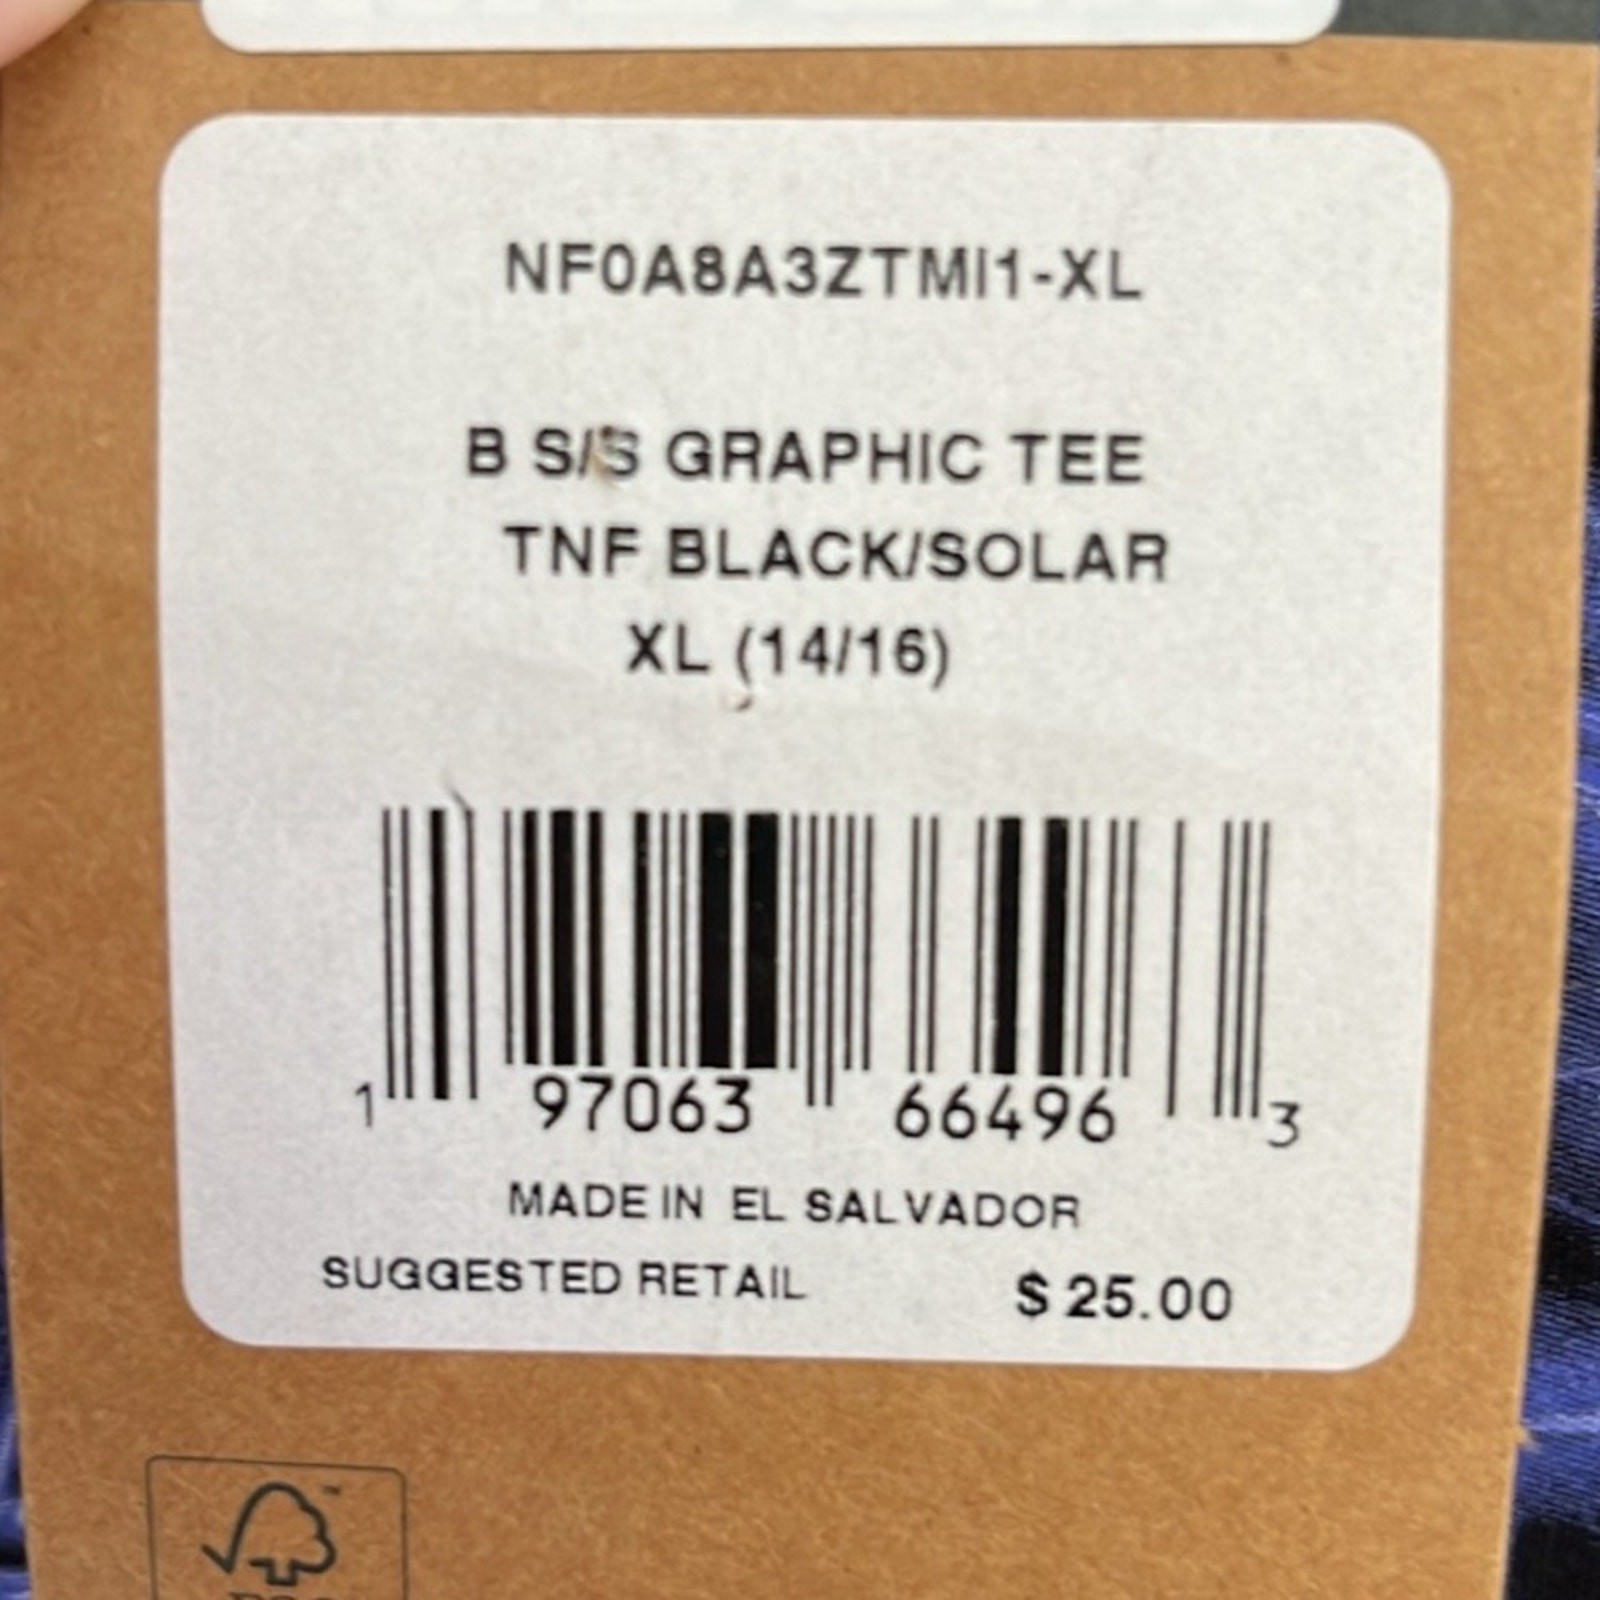 NF0A8A3ZTMI1-XL
B S/S GRAPHIC TEE
TNF BLACK/SOLAR
XL (14/16)
1 97063 66496 3
MADE IN EL SALVADOR
SUGGESTED RETAIL $ 25.00